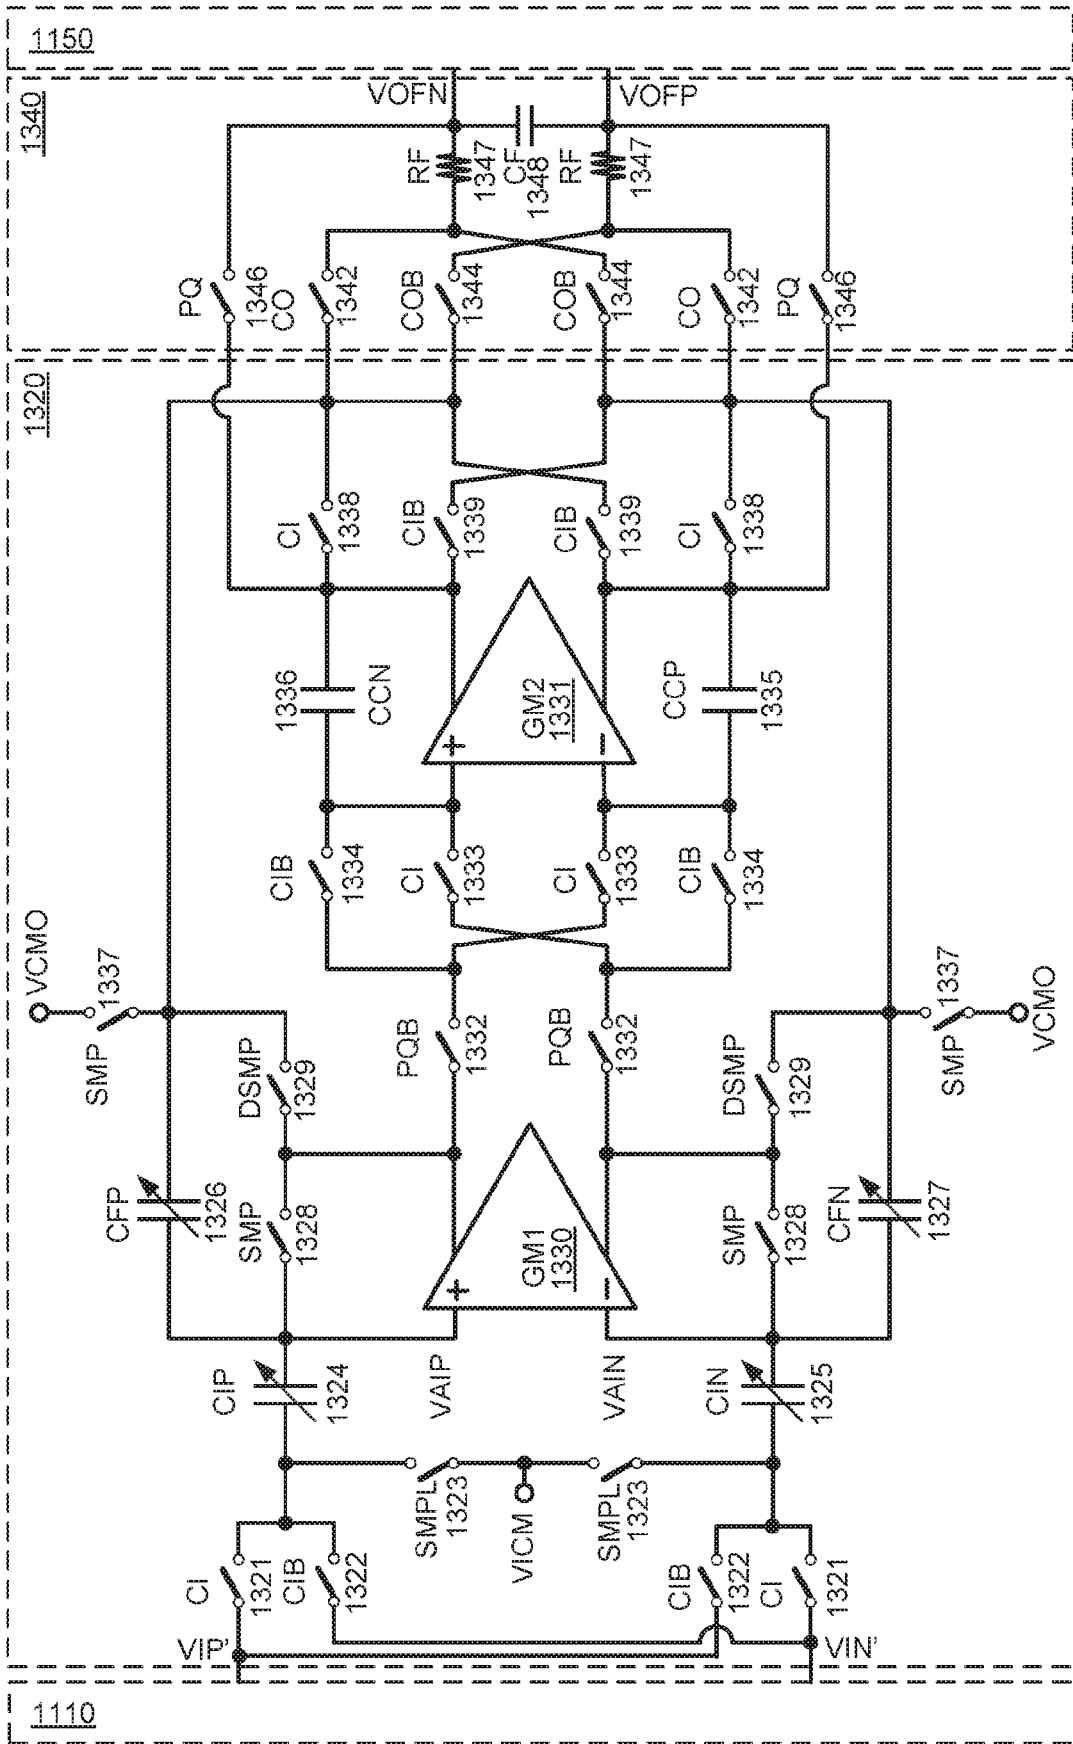 1150
1340
VOFN
VOFP
RF
1347
CF
1348
RF
1347
PQ
1346
CO
1342
COB
1344
COB
1344
CO
1342
PQ
1346
1320
CI
1338
CIB
1339
CIB
1339
CI
1338
1336
CCN
GM2
1331
+
−
CCP
1335
CIB
1334
CI
1333
CI
1333
CIB
1334
VCMO
SMP
1337
PQB
1332
PQB
1332
SMP
1337
VCMO
DSMP
1329
DSMP
1329
CFP
1326
SMP
1328
GM1
1330
+
−
SMP
1328
CFN
1327
CIP
1324
VAIP
VAIN
CIN
1325
SMPL
1323
VICM
SMPL
1323
CI
1321
CIB
1322
CIB
1322
CI
1321
VIP'
VIN'
1110